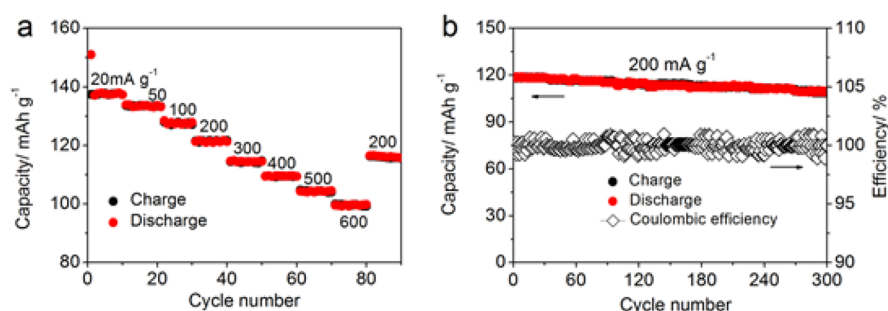 a
Capacity/ mAh g⁻¹
160
140
120
100
80
20mA g⁻¹
50
100
200
300
400
500
600
200
Charge
Discharge
0
20
40
60
80
Cycle number
b
Capacity/ mAh g⁻¹
150
120
90
60
30
0
200 mA g⁻¹
Charge
Discharge
Coulombic efficiency
110
105
100
95
90
Efficiency/ %
0
60
120
180
240
300
Cycle number